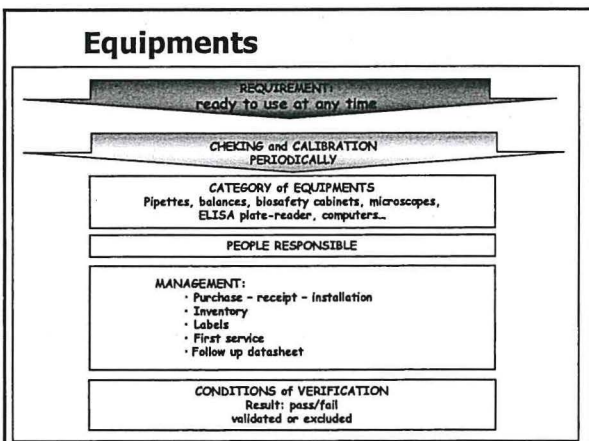 Equipments
REQUIREMENT:
ready to use at any time
CHEKING and CALIBRATION
PERIODICALLY
CATEGORY of EQUIPMENTS
Pipettes, balances, biosafety cabinets, microscopes,
ELISA plate-reader, computers…
PEOPLE RESPONSIBLE
MANAGEMENT:
• Purchase – receipt – installation
• Inventory
• Labels
• First service
• Follow up datasheet
CONDITIONS of VERIFICATION
Result: pass/fail
validated or excluded